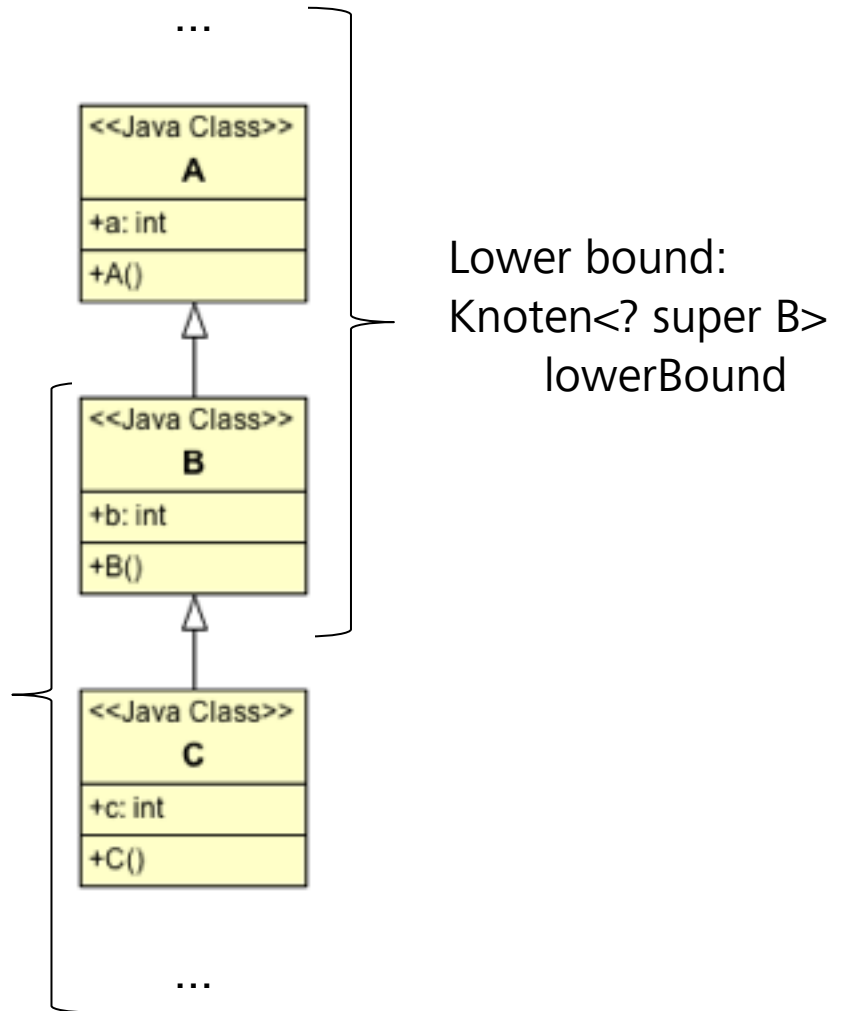 ...
<<Java Class>>
A
+a: int
+A()
<<Java Class>>
B
+b: int
+B()
<<Java Class>>
C
+c: int
+C()
...
Lower bound:
Knoten<? super B>
lowerBound